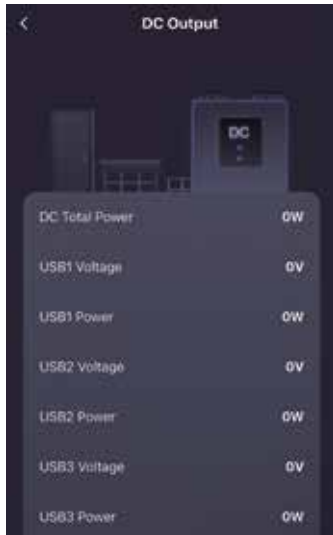 DC Output
DC
DC Total Power 0W
USB1 Voltage 0V
USB1 Power 0W
USB2 Voltage 0V
USB2 Power 0W
USB3 Voltage 0V
USB3 Power 0W